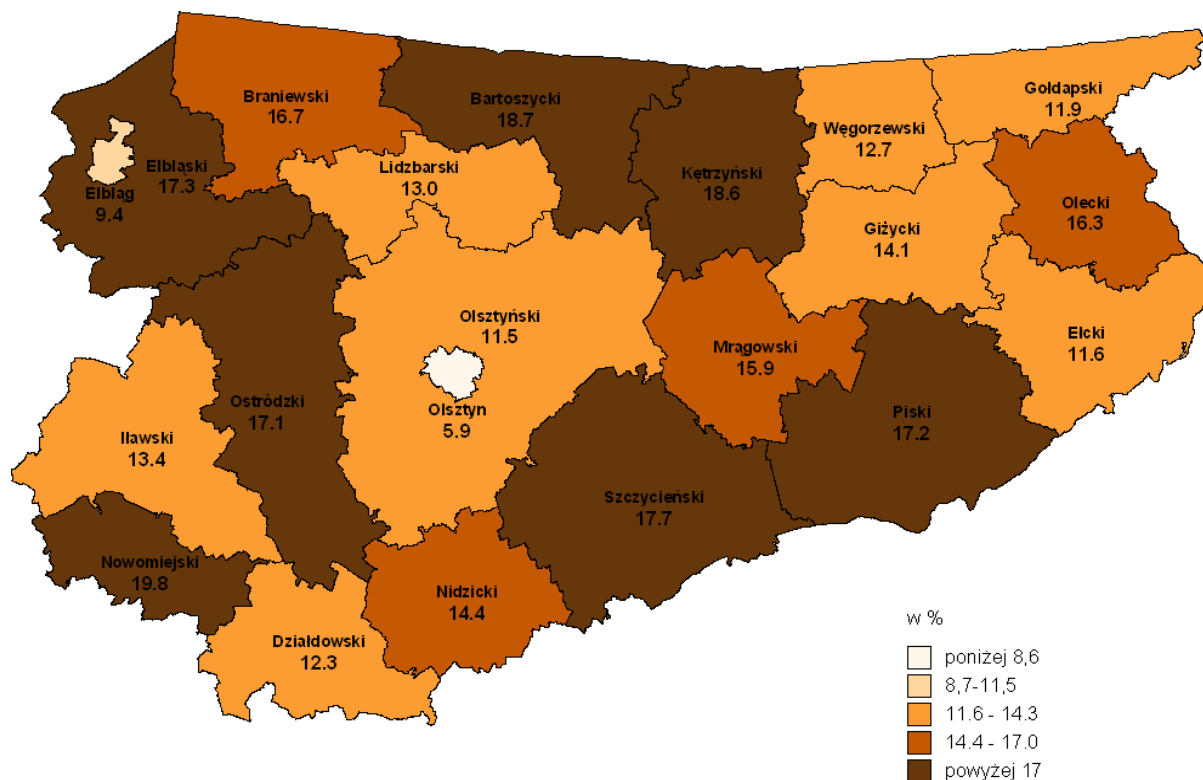 Braniewski
16.7
Bartoszycki
18.7
Gołdapski
11.9
Węgorzewski
12.7
Elbląski
17.3
Elbląg
9.4
Lidzbarski
13.0
Kętrzyński
18.6
Olecki
16.3
Giżycki
14.1
Olsztyński
11.5
Mrągowski
15.9
Ełcki
11.6
Olsztyn
5.9
Ostródzki
17.1
Piski
17.2
Iławski
13.4
Szczycieński
17.7
Nowomiejski
19.8
Nidzicki
14.4
Działdowski
12.3
w %
poniżej 8,6
8,7-11,5
11.6 - 14.3
14.4 - 17.0
powyżej 17